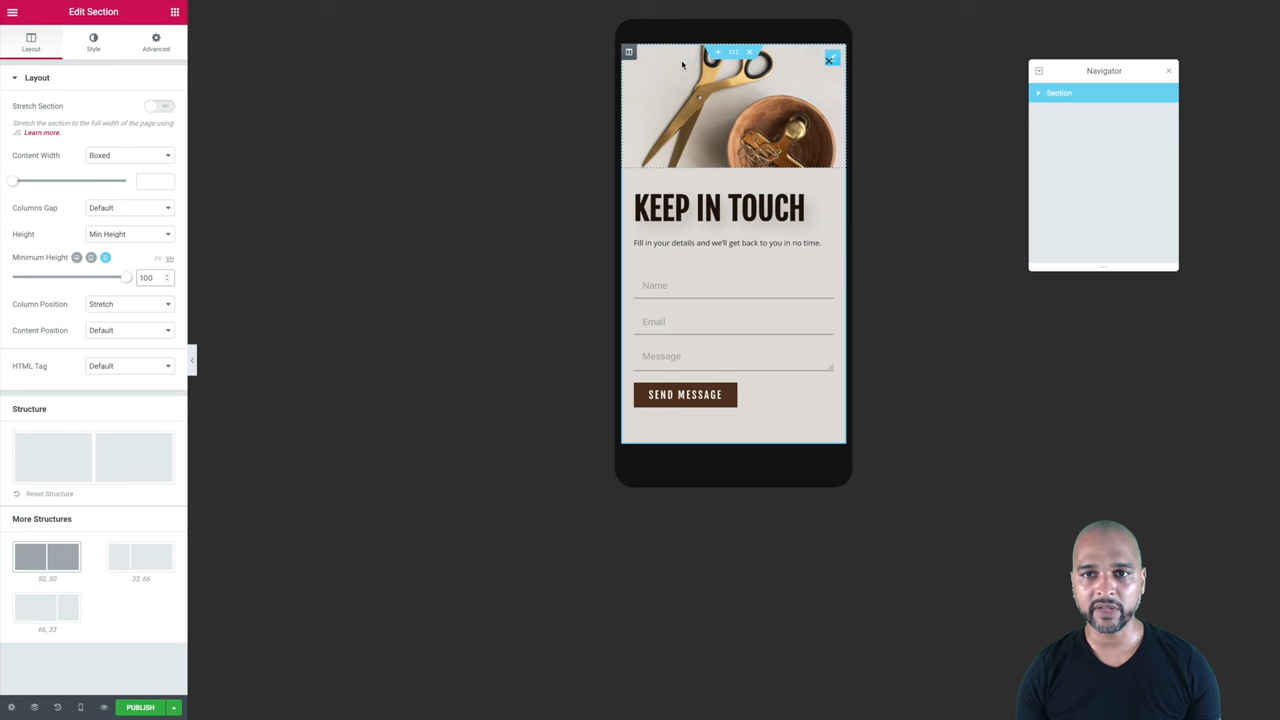 Edit Section
Layout
Style
Advanced
Layout
Stretch Section
NO
Stretch the section to the full width of the page using
JS. Learn more.
Content Width
Boxed
Columns Gap
Default
Height
Min Height
Minimum Height
PX
VH
100
Column Position
Stretch
Content Position
Default
HTML Tag
Default
Structure
Reset Structure
More Structures
50, 50
33, 66
66, 33
PUBLISH
KEEP IN TOUCH
Fill in your details and we'll get back to you in no time.
Name
Email
Message
SEND MESSAGE
Navigator
Section